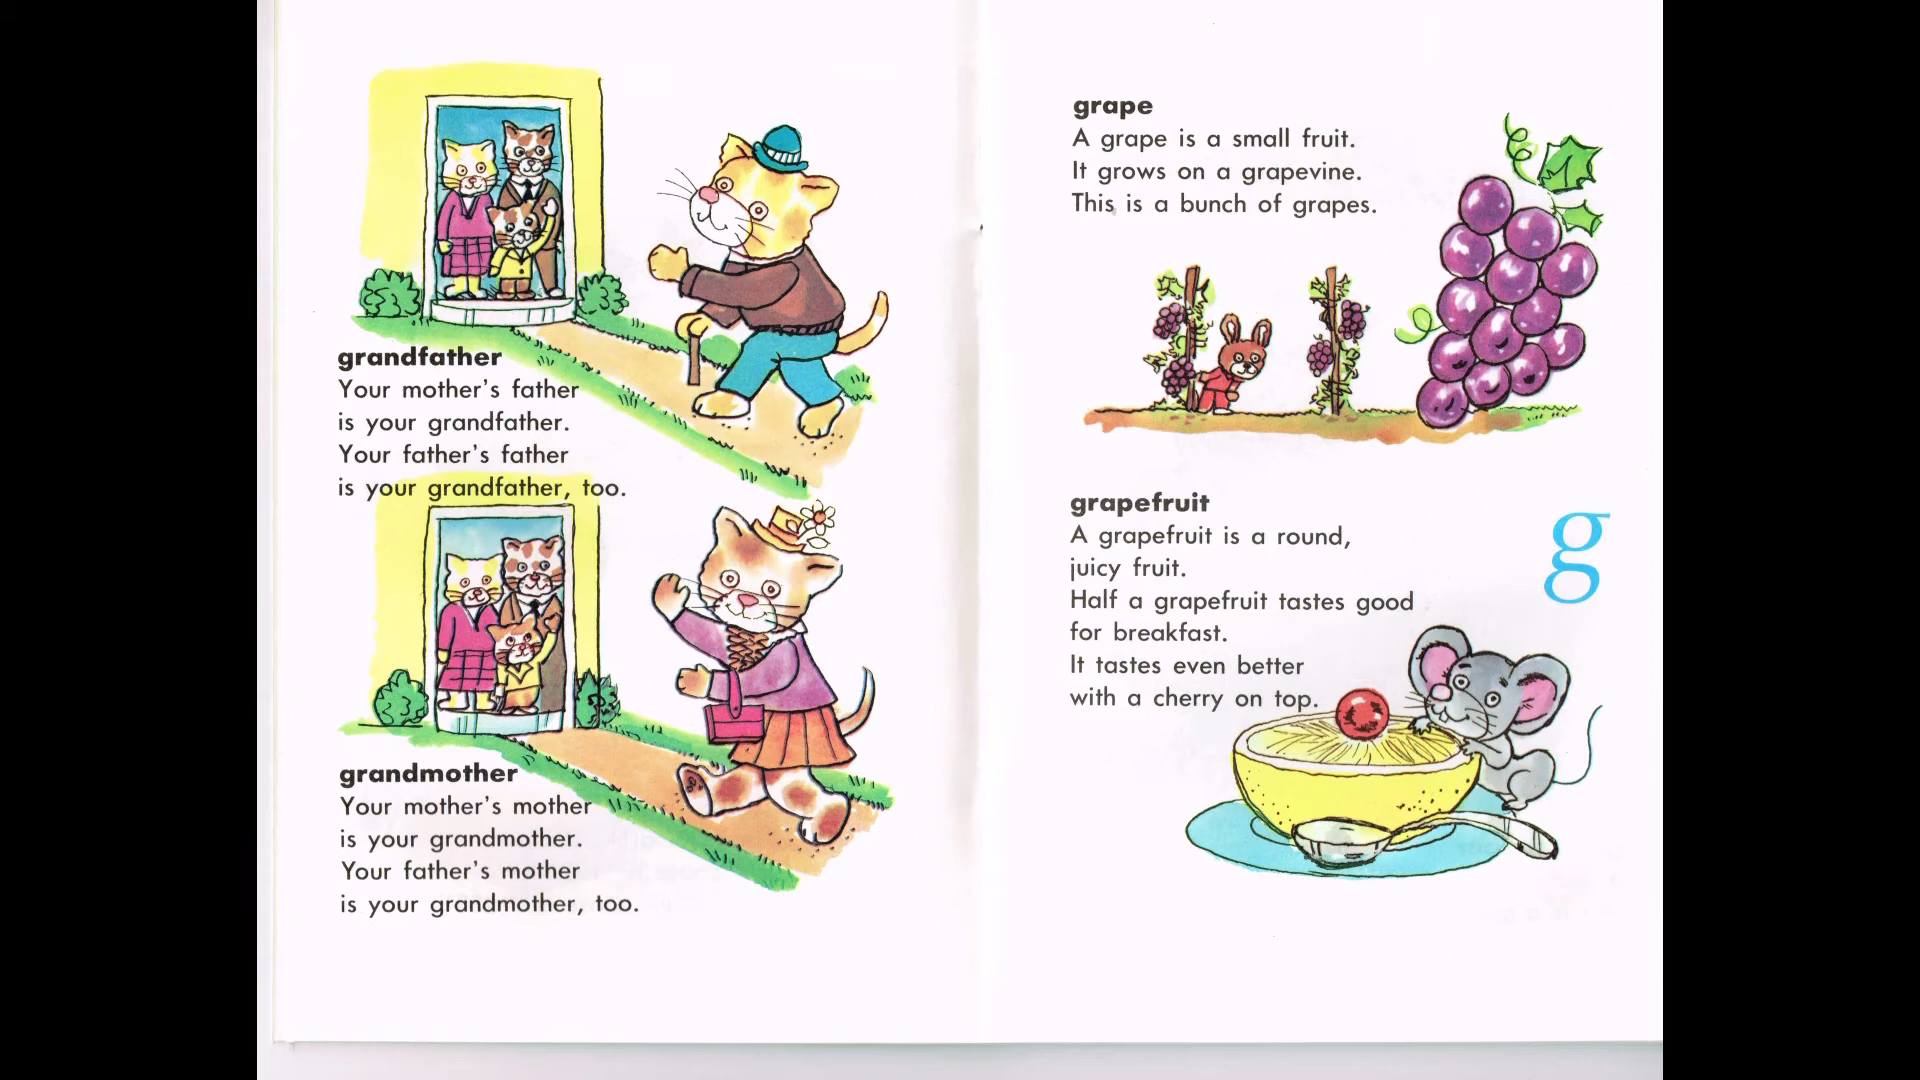 grandfather
Your mother's father
is your grandfather.
Your father's father
is your grandfather, too.
grandmother
Your mother's mother
is your grandmother.
Your father's mother
is your grandmother, too.
grape
A grape is a small fruit.
It grows on a grapevine.
This is a bunch of grapes.
grapefruit
A grapefruit is a round,
juicy fruit.
Half a grapefruit tastes good
for breakfast.
It tastes even better
with a cherry on top.
g